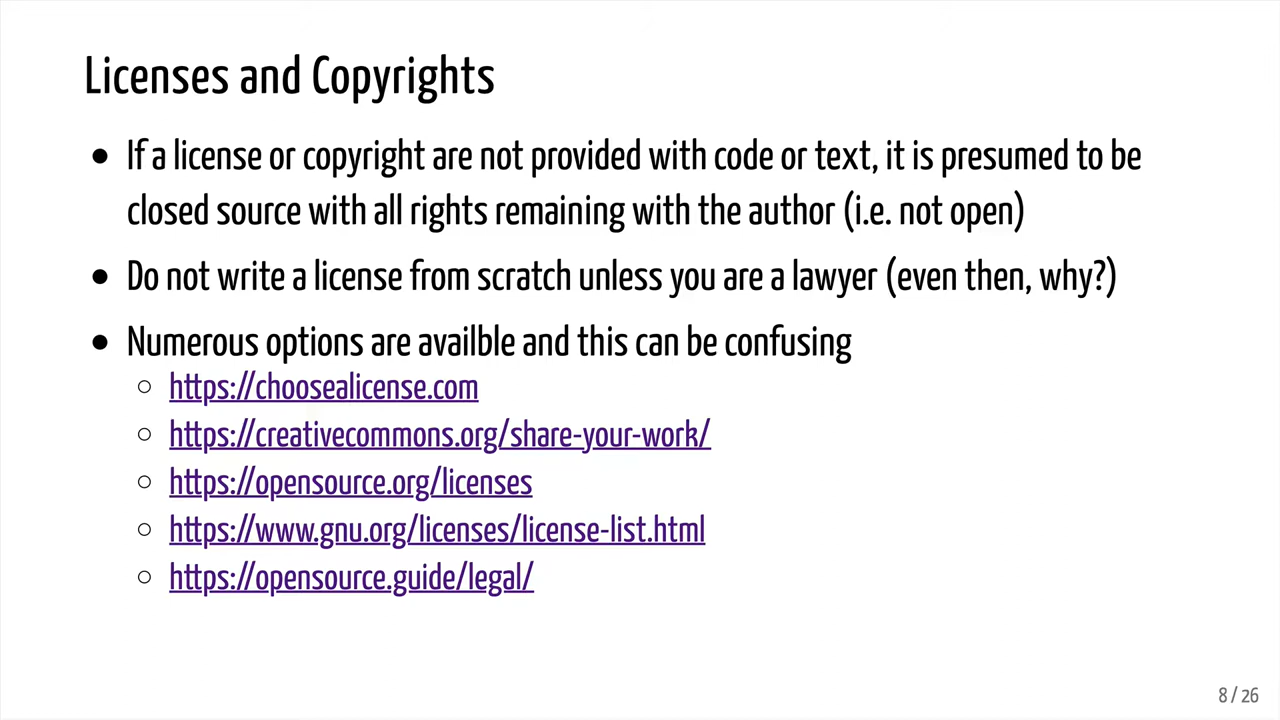 Licenses and Copyrights
• If a license or copyright are not provided with code or text, it is presumed to be
closed source with all rights remaining with the author (i.e. not open)
• Do not write a license from scratch unless you are a lawyer (even then, why?)
• Numerous options are availble and this can be confusing
○ https://choosealicense.com
○ https://creativecommons.org/share-your-work/
○ https://opensource.org/licenses
○ https://www.gnu.org/licenses/license-list.html
○ https://opensource.guide/legal/
8 / 26